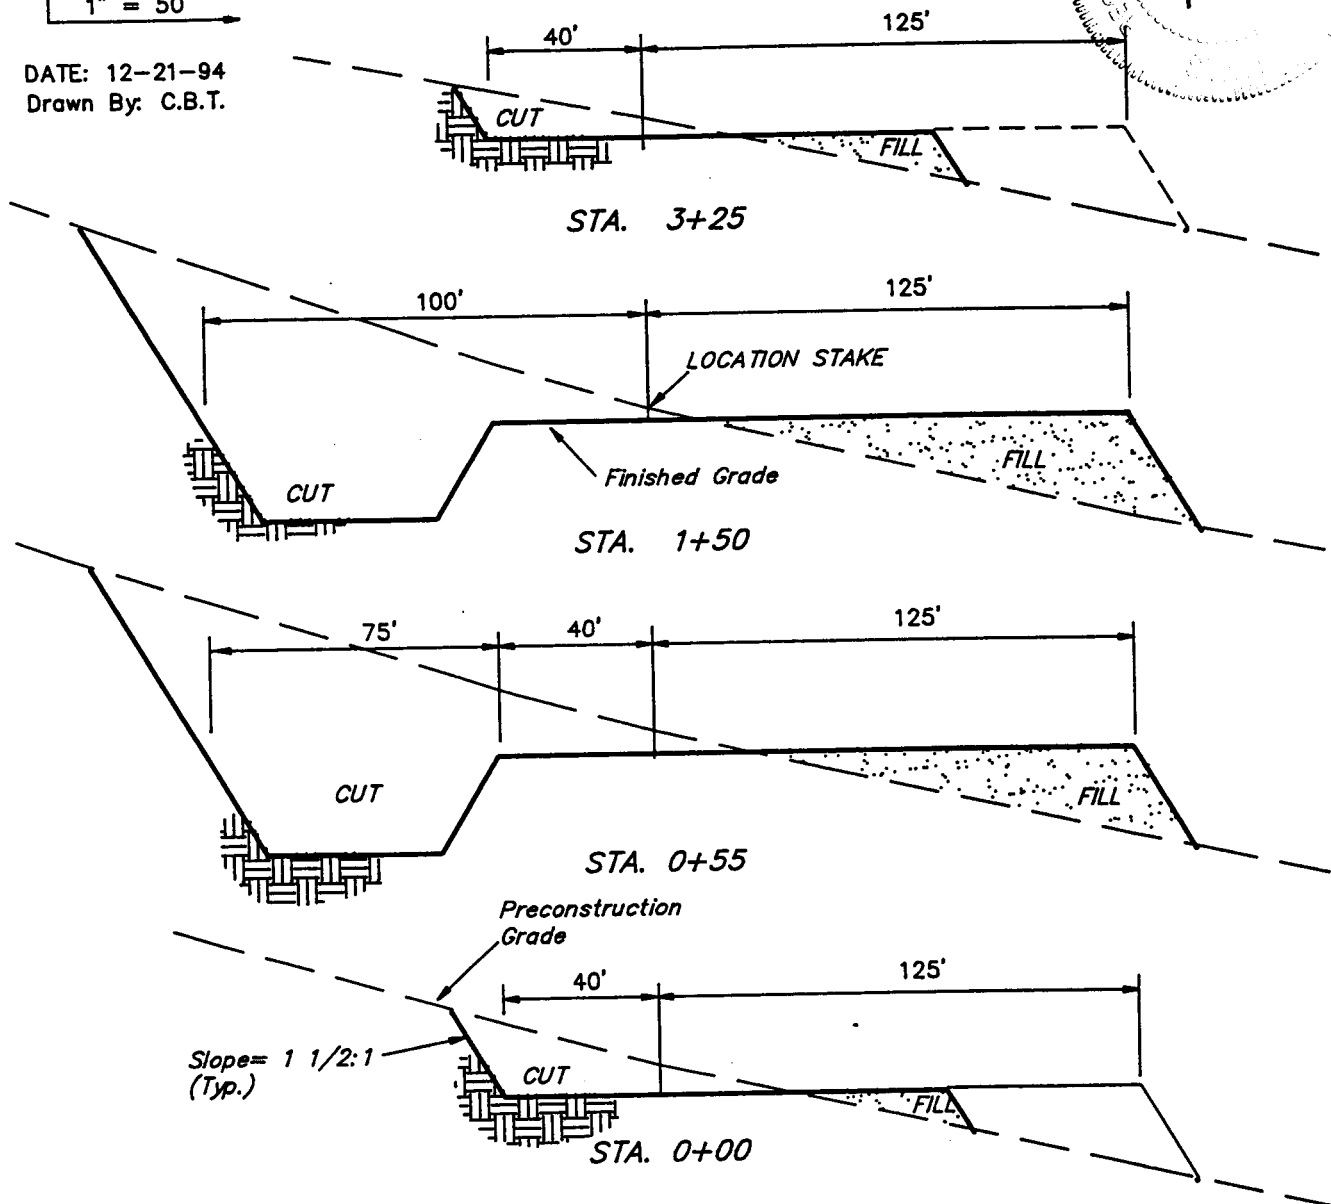 1" = 50'
DATE: 12-21-94
Drawn By: C.B.T.
40'
125'
CUT
FILL
STA. 3+25
100'
125'
LOCATION STAKE
Finished Grade
FILL
CUT
STA. 1+50
75'
40'
125'
CUT
FILL
STA. 0+55
Preconstruction
Grade
40'
125'
Slope= 1 1/2:1
(Typ.)
CUT
FILL
STA. 0+00